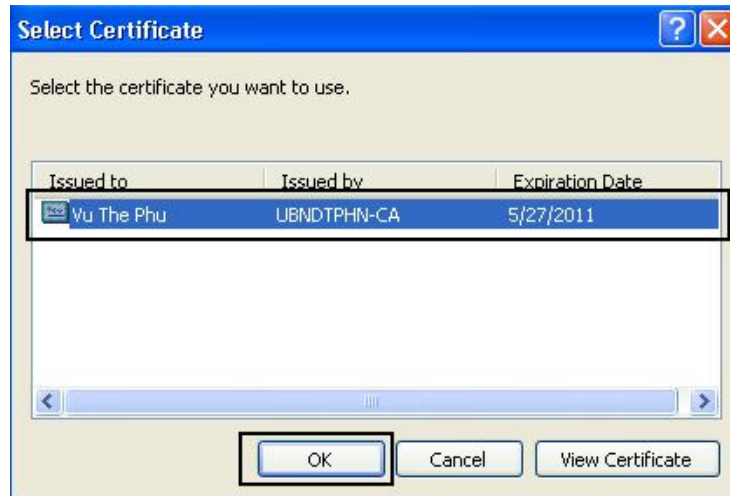 Select Certificate
Select the certificate you want to use.
Issued to Issued by Expiration Date
Vu The Phu UBNDTPHN-CA 5/27/2011
OK Cancel View Certificate